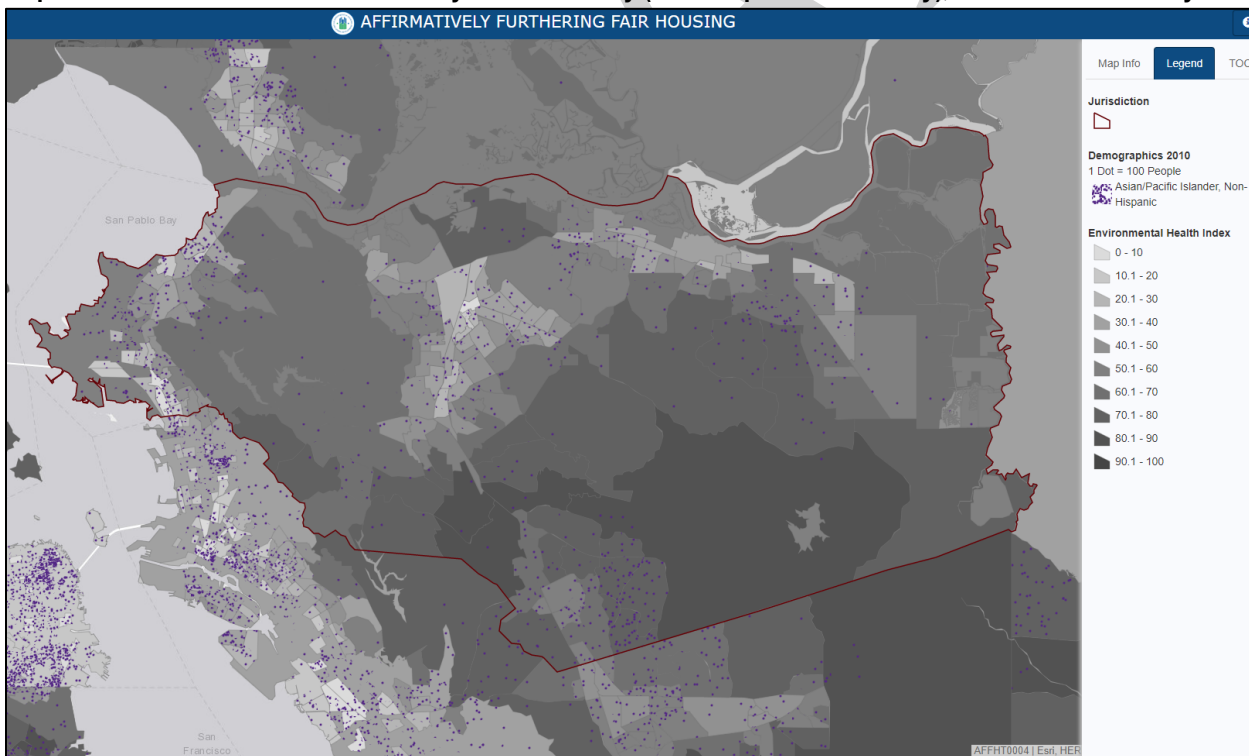 AFFIRMATIVELY FURTHERING FAIR HOUSING
Map Info
Legend
San Pablo Bay
San
Francisco
AFFHT0004 | Esri, HER
Jurisdiction
Demographics 2010
1 Dot = 100 People
Asian/Pacific Islander, Non-
Hispanic
Environmental Health Index
0 - 10
10.1 - 20
20.1 - 30
30.1 - 40
40.1 - 50
50.1 - 60
60.1 - 70
70.1 - 80
80.1 - 90
90.1 - 100